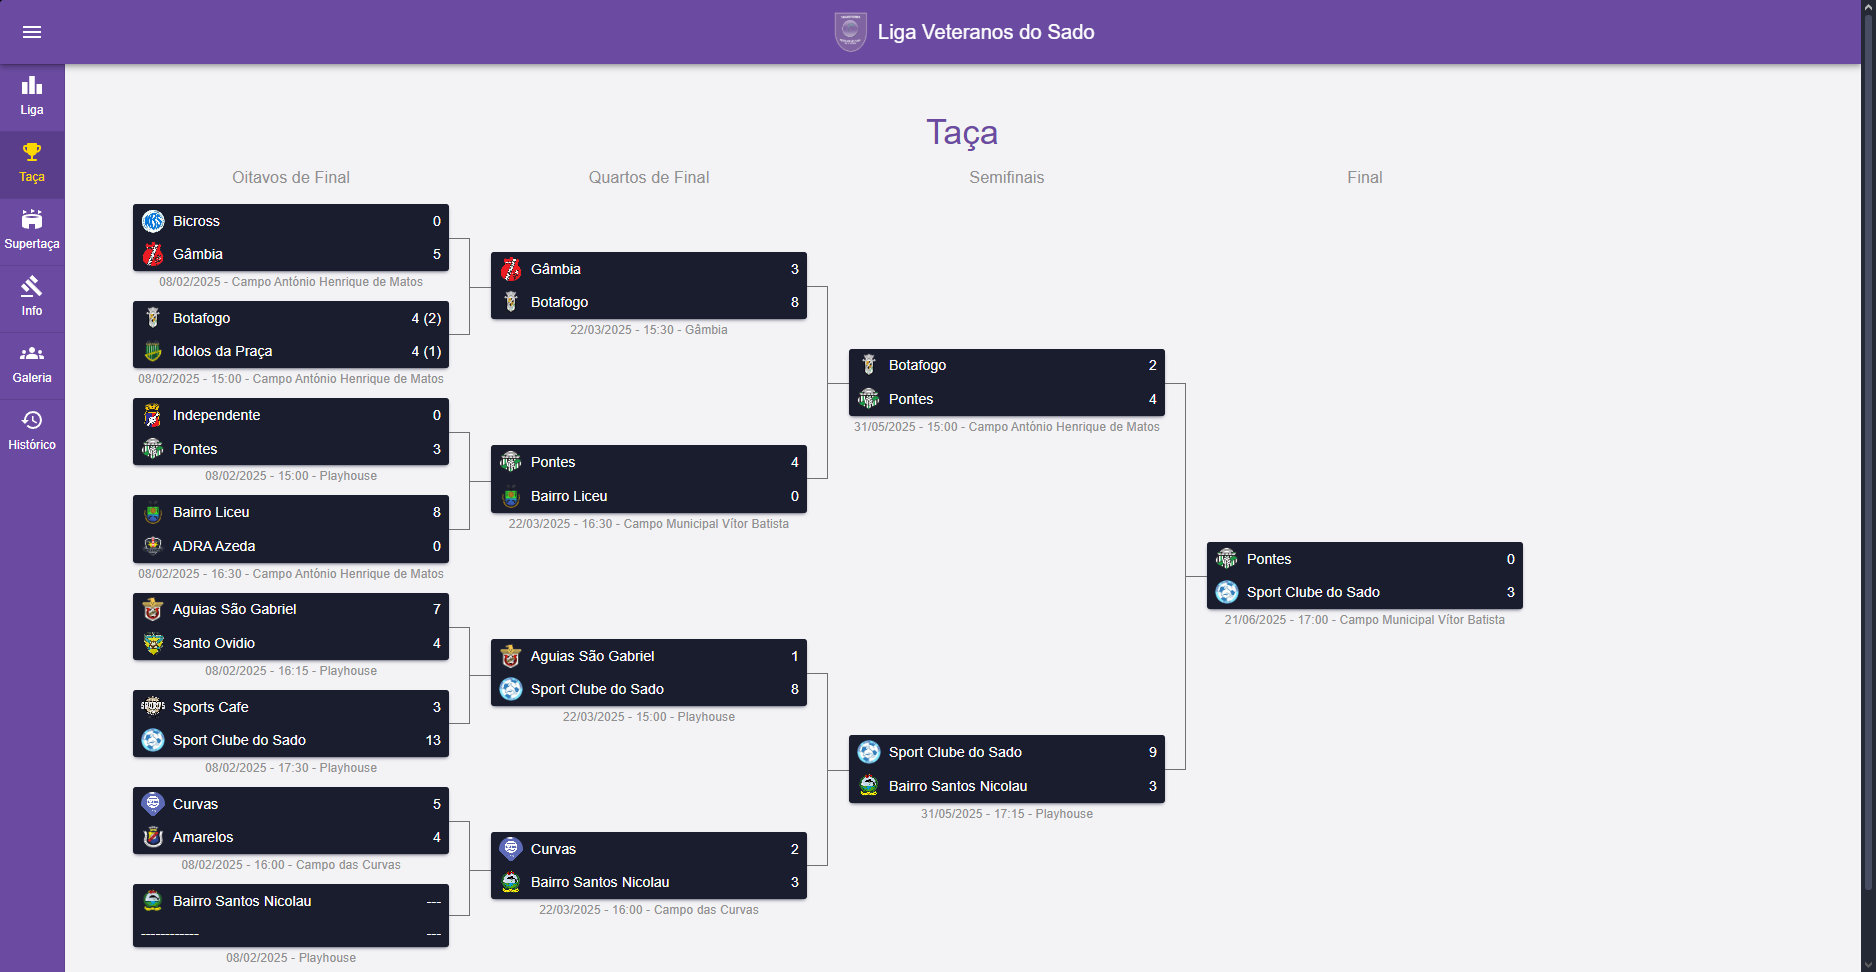 Liga Veteranos do Sado
Liga
Taça
Supertaça
Info
Galeria
Histórico
Taça
Oitavos de Final
Quartos de Final
Semifinais
Final
Bicross 0
Gâmbia 5
08/02/2025 - Campo António Henrique de Matos
Botafogo 4 (2)
Idolos da Praça 4 (1)
08/02/2025 - 15:00 - Campo António Henrique de Matos
Independente 0
Pontes 3
08/02/2025 - 15:00 - Playhouse
Bairro Liceu 8
ADRA Azeda 0
08/02/2025 - 16:30 - Campo António Henrique de Matos
Aguias São Gabriel 7
Santo Ovidio 4
08/02/2025 - 16:15 - Playhouse
Sports Cafe 3
Sport Clube do Sado 13
08/02/2025 - 17:30 - Playhouse
Curvas 5
Amarelos 4
08/02/2025 - 16:00 - Campo das Curvas
Bairro Santos Nicolau ---
------------ ---
08/02/2025 - Playhouse
Gâmbia 3
Botafogo 8
22/03/2025 - 15:30 - Gâmbia
Pontes 4
Bairro Liceu 0
22/03/2025 - 16:30 - Campo Municipal Vítor Batista
Aguias São Gabriel 1
Sport Clube do Sado 8
22/03/2025 - 15:00 - Playhouse
Curvas 2
Bairro Santos Nicolau 3
22/03/2025 - 16:00 - Campo das Curvas
Botafogo 2
Pontes 4
31/05/2025 - 15:00 - Campo António Henrique de Matos
Sport Clube do Sado 9
Bairro Santos Nicolau 3
31/05/2025 - 17:15 - Playhouse
Pontes 0
Sport Clube do Sado 3
21/06/2025 - 17:00 - Campo Municipal Vítor Batista